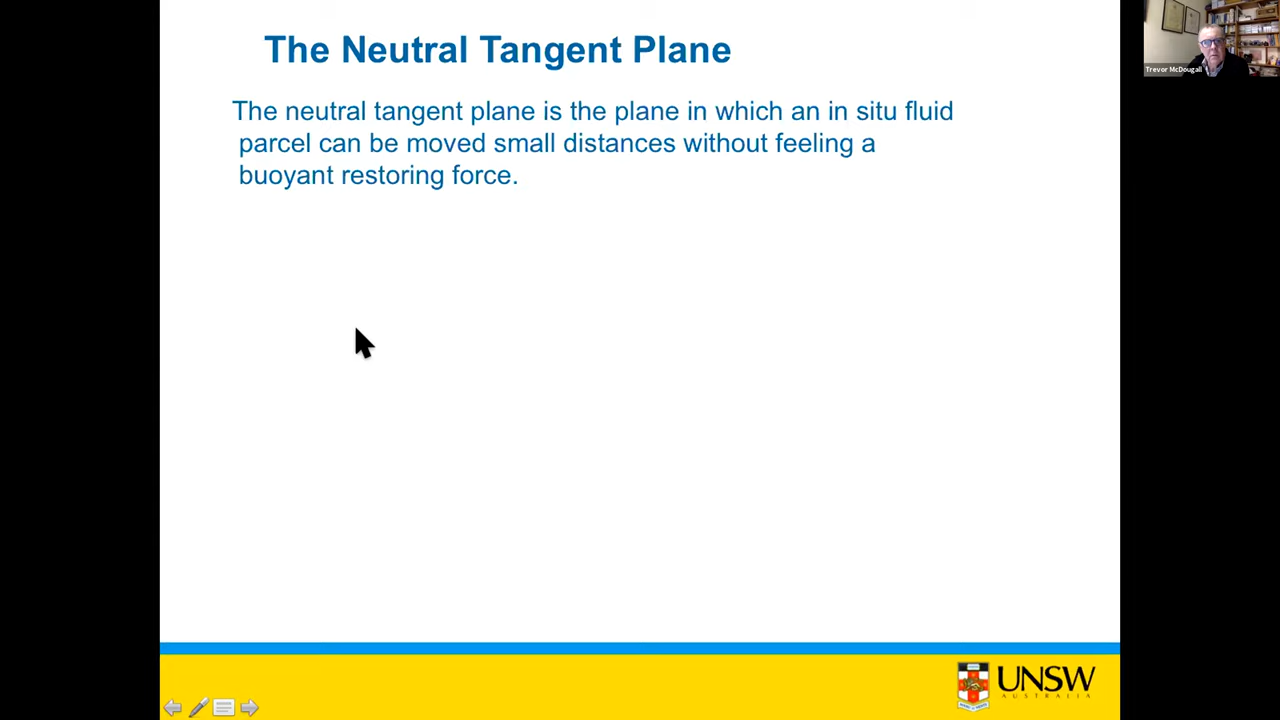 The Neutral Tangent Plane
Trevor McDougall
The neutral tangent plane is the plane in which an in situ fluid
parcel can be moved small distances without feeling a
buoyant restoring force.
UNSW
AUSTRALIA